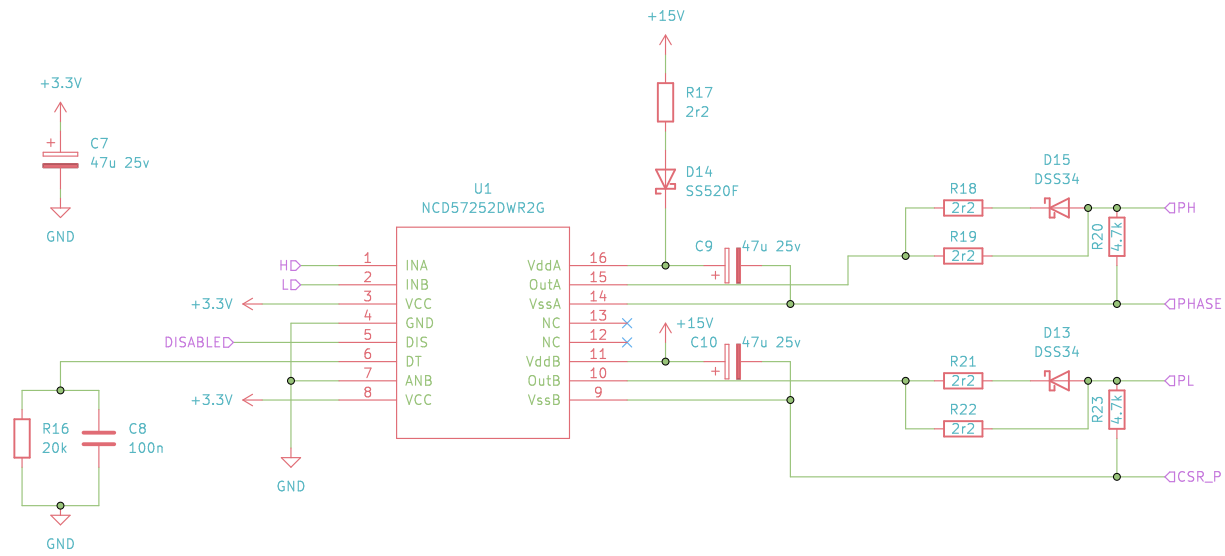 +15V
+3.3V
R17
2r2
C7
47u 25v
D14
SS520F
GND
U1
NCD57252DWR2G
D15
DSS34
R18
2r2
PH
R20
4.7k
R19
2r2
C9
47u 25v
H
1
INA
VddA
16
L
2
INB
OutA
15
+3.3V
3
VCC
VssA
14
PHASE
4
GND
NC
13
+15V
DISABLE
5
DIS
NC
12
C10
47u 25v
6
DT
VddB
11
7
ANB
OutB
10
+3.3V
8
VCC
VssB
9
D13
DSS34
R21
2r2
PL
R23
4.7k
R22
2r2
R16
20k
C8
100n
GND
CSR_P
GND